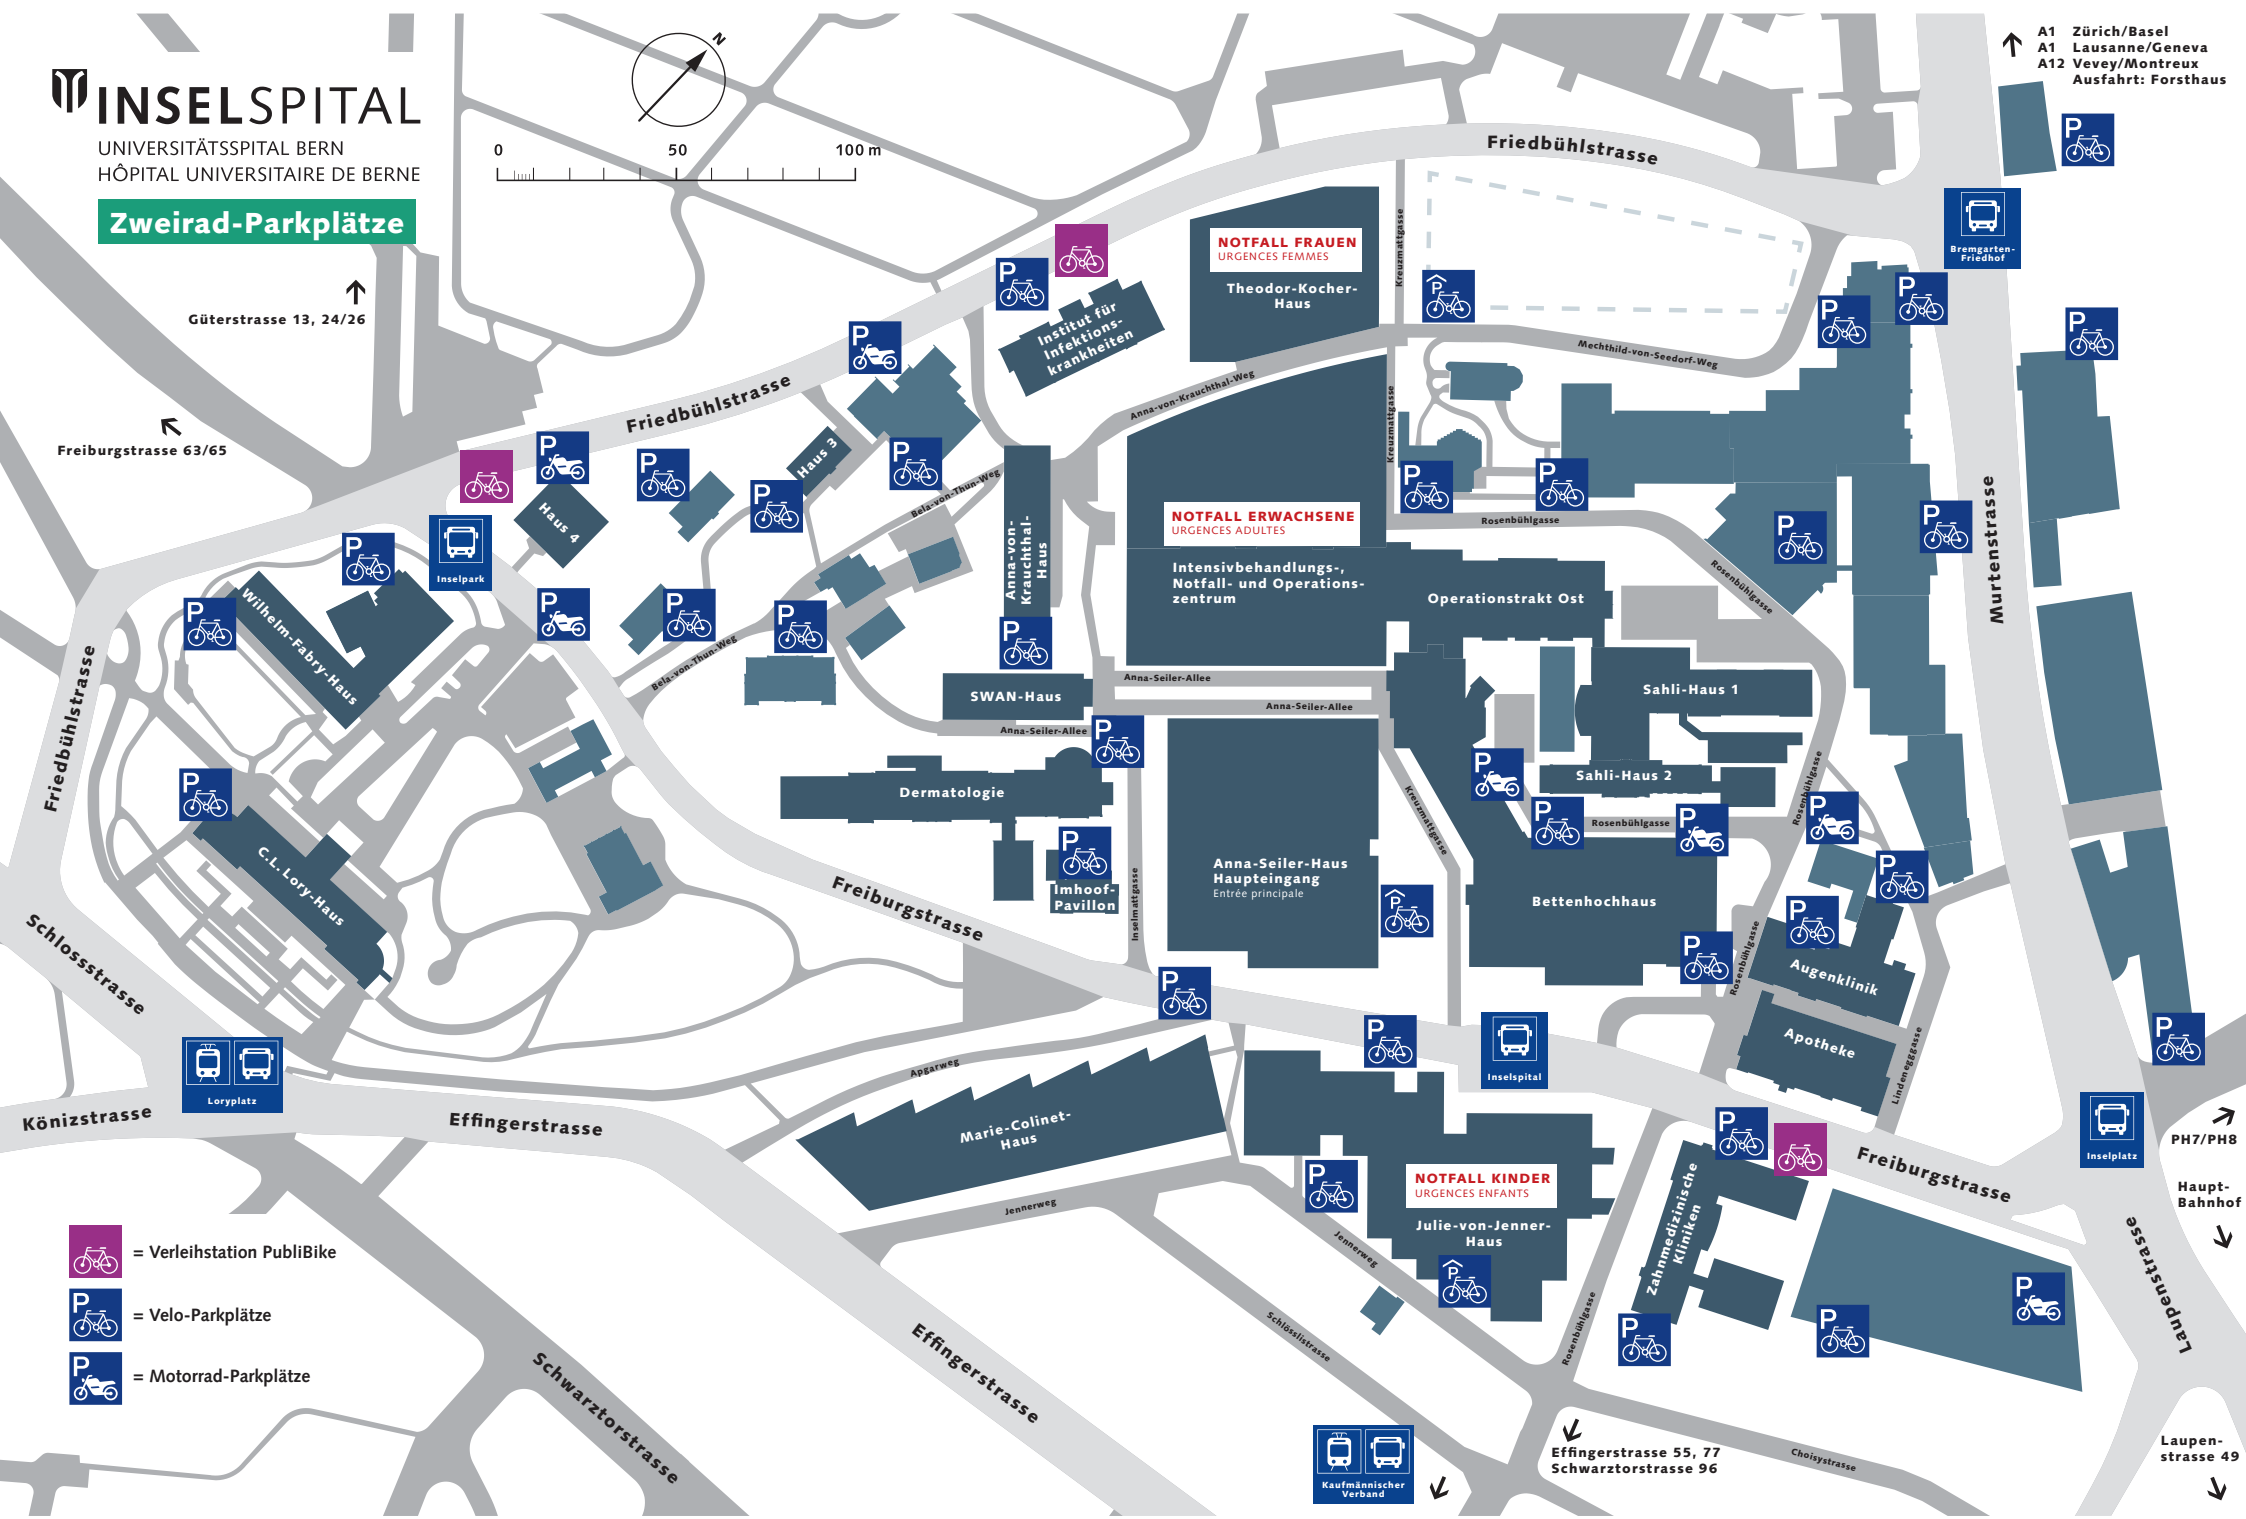 INSELSPITAL
UNIVERSITÄTSSPITAL BERN
HÔPITAL UNIVERSITAIRE DE BERNE
Zweirad-Parkplätze
N
0 50 100 m
A1 Zürich/Basel
A1 Lausanne/Geneva
A12 Vevey/Montreux
Ausfahrt: Forsthaus
Güterstrasse 13, 24/26
Freiburgstrasse 63/65
Friedbühlstrasse
Friedbühlstrasse
Friedbühlstrasse
P
Bremgarten-
Friedhof
NOTFALL FRAUEN
URGENCES FEMMES
Theodor-Kocher-
Haus
Kreuzmattgasse
Institut für
Infektions-
krankheiten
Mechthild-von-Seedorf-Weg
Anna-von-Krauchthal-Weg
Kreuzmattgasse
Haus 3
Haus 4
Inselpark
Bela-von-Thun-Weg
Bela-von-Thun-Weg
Anna-von-
Krauchthal-
Haus
NOTFALL ERWACHSENE
URGENCES ADULTES
Intensivbehandlungs-,
Notfall- und Operations-
zentrum
Operationstrakt Ost
Rosenbühlgasse
Rosenbühlgasse
Murtenstrasse
Wilhelm-Fabry-Haus
SWAN-Haus
Anna-Seiler-Allee
Anna-Seiler-Allee
Anna-Seiler-Allee
Sahli-Haus 1
Sahli-Haus 2
Rosenbühlgasse
Rosenbühlgasse
Dermatologie
Imhoof-
Pavillon
Inselmattgasse
Kreuzmattgasse
Anna-Seiler-Haus
Haupteingang
Entrée principale
Bettenhochhaus
Rosenbühlgasse
Augenklinik
Apotheke
Lindenegggasse
C.L. Lory-Haus
Schlossstrasse
Freiburgstrasse
Loryplatz
Könizstrasse
Effingerstrasse
Apgarweg
Marie-Colinet-
Haus
Jennerweg
Inselspital
NOTFALL KINDER
URGENCES ENFANTS
Julie-von-Jenner-
Haus
Jennerweg
Schlösslistrasse
Rosenbühlgasse
Zahnmedizinische
Kliniken
Freiburgstrasse
Inselplatz
PH7/PH8
Haupt-
Bahnhof
Laupenstrasse
Laupen-
strasse 49
= Verleihstation PubliBike
P = Velo-Parkplätze
P = Motorrad-Parkplätze
Schwarztorstrasse
Effingerstrasse
Kaufmännischer
Verband
Effingerstrasse 55, 77
Schwarztorstrasse 96
Choisystrasse